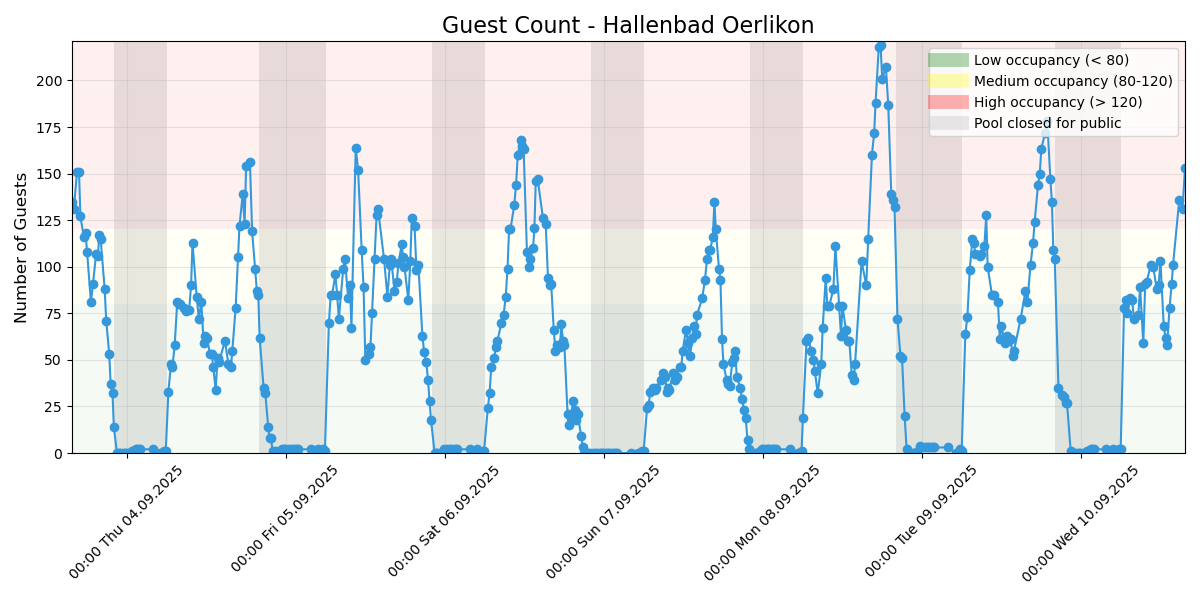 Guest Count - Hallenbad Oerlikon
Number of Guests
200
175
150
125
100
75
50
25
0
Low occupancy (< 80)
Medium occupancy (80-120)
High occupancy (> 120)
Pool closed for public
00:00 Thu 04.09.2025
00:00 Fri 05.09.2025
00:00 Sat 06.09.2025
00:00 Sun 07.09.2025
00:00 Mon 08.09.2025
00:00 Tue 09.09.2025
00:00 Wed 10.09.2025